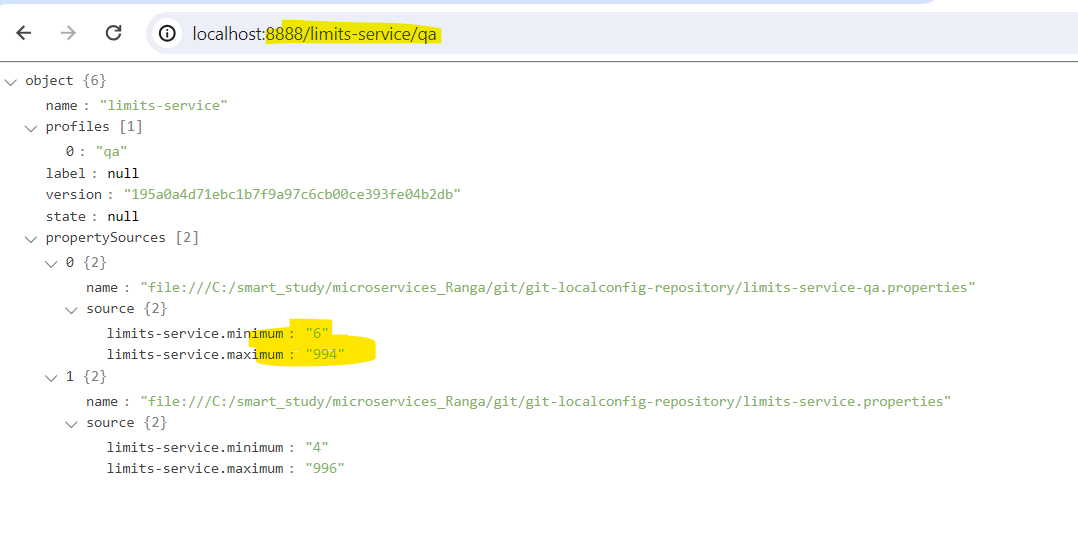 localhost:8888/limits-service/qa
object {6}
name : "limits-service"
profiles [1]
0 : "qa"
label : null
version : "195a0a4d71ebc1b7f9a97c6cb00ce393fe04b2db"
state : null
propertySources [2]
0 {2}
name : "file:///C:/smart_study/microservices_Ranga/git/git-localconfig-repository/limits-service-qa.properties"
source {2}
limits-service.minimum : "6"
limits-service.maximum : "994"
1 {2}
name : "file:///C:/smart_study/microservices_Ranga/git/git-localconfig-repository/limits-service.properties"
source {2}
limits-service.minimum : "4"
limits-service.maximum : "996"